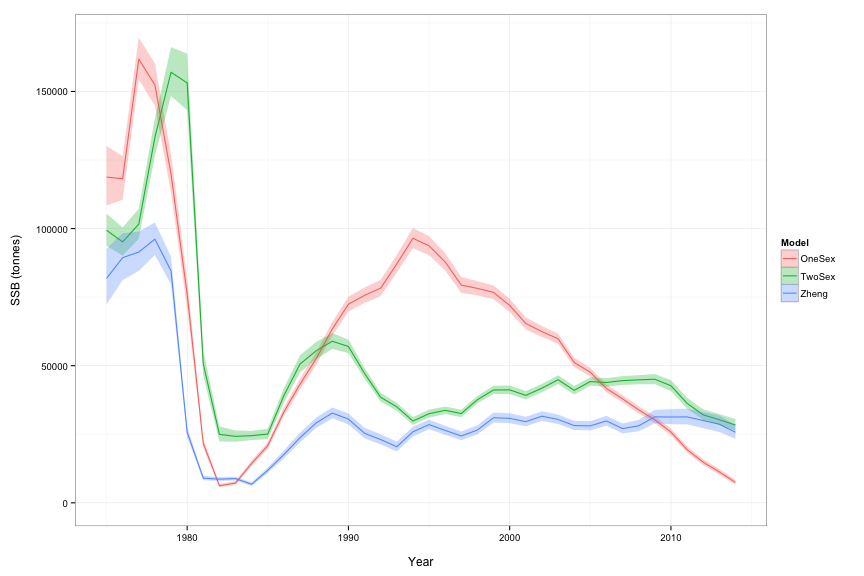 150000
100000
50000
0
SSB (tonnes)
1980 1990 2000 2010
Year
Model
OneSex
TwoSex
Zheng